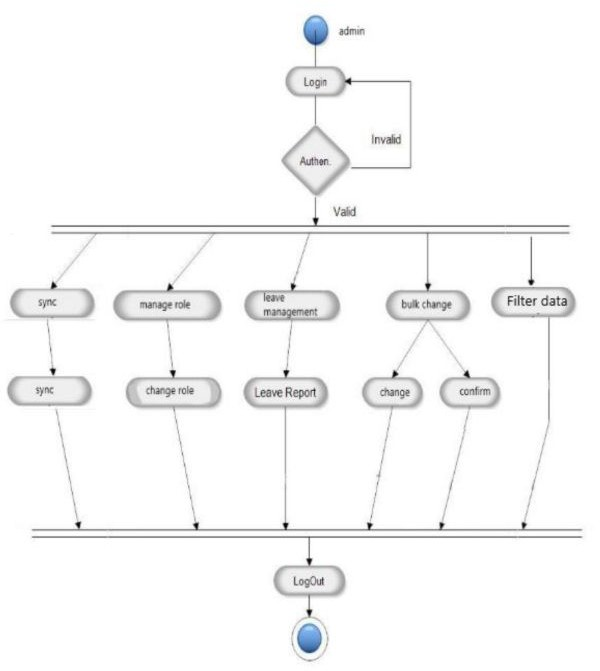 admin
Login
Invalid
Authen.
Valid
sync
manage role
leave
management
bulk change
Filter data
sync
change role
Leave Report
change
confirm
LogOut